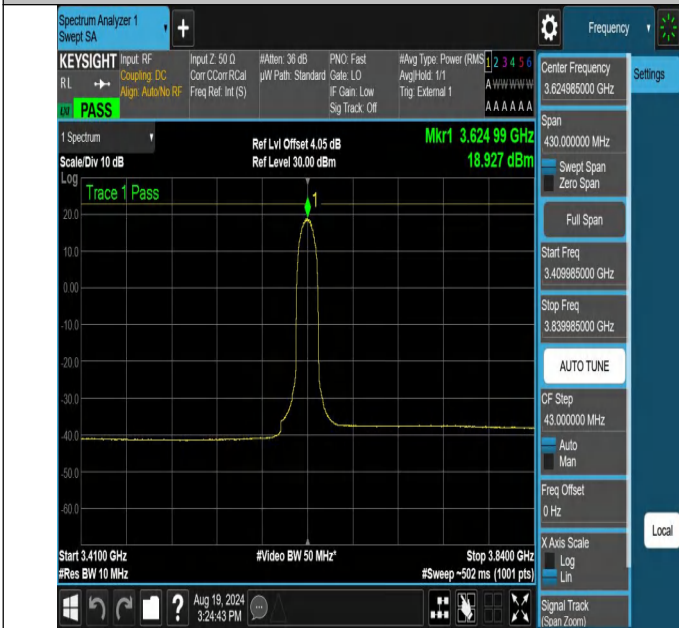 Spectrum Analyzer 1
Swept SA
+
Frequency
KEYSIGHT
RL
PASS
Input: RF
Coupling: DC
Align: Auto/No RF
Input Z: 50 Ω
Corr CCorr RCal
Freq Ref: Int (S)
#Atten: 36 dB
µW Path: Standard
PNO: Fast
Gate: LO
IF Gain: Low
Sig Track: Off
#Avg Type: Power (RMS
Avg|Hold: 1/1
Trig: External 1
1 2 3 4 5 6
A W W W W W
A A A A A A
1 Spectrum
Scale/Div 10 dB
Log
Ref Lvl Offset 4.05 dB
Ref Level 30.00 dBm
Mkr1 3.624 99 GHz
18.927 dBm
Trace 1 Pass
1
20.0
10.0
0.00
-10.0
-20.0
-30.0
-40.0
-50.0
-60.0
Start 3.4100 GHz
#Res BW 10 MHz
#Video BW 50 MHz*
Stop 3.8400 GHz
#Sweep ~502 ms (1001 pts)
Aug 19, 2024
3:24:43 PM
?
Center Frequency
3.624985000 GHz
Settings
Span
430.000000 MHz
Swept Span
Zero Span
Full Span
Start Freq
3.409985000 GHz
Stop Freq
3.839985000 GHz
AUTO TUNE
CF Step
43.000000 MHz
Auto
Man
Freq Offset
0 Hz
X Axis Scale
Log
Lin
Local
Signal Track
(Span Zoom)